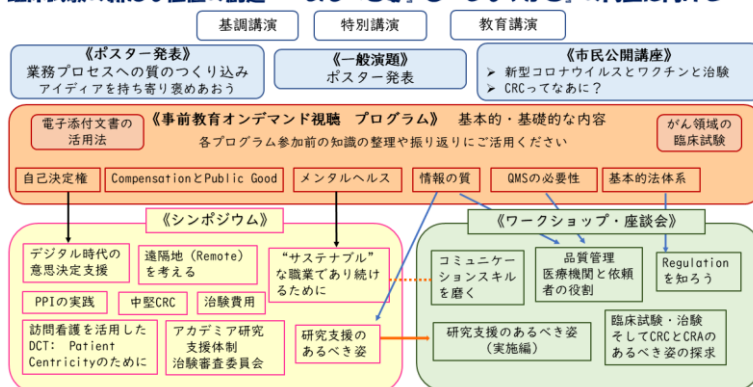 基調講演
特別講演
教育講演
《ポスター発表》
業務プロセスへの質のつくり込み
アイディアを持ち寄り褒めあおう
《一般演題》
ポスター発表
《市民公開講座》
➢ 新型コロナウイルスとワクチンと治験
➢ CRCってなあに？
電子添付文書の
活用法
《事前教育オンデマンド視聴　プログラム》　基本的・基礎的な内容
各プログラム参加前の知識の整理や振り返りにご活用ください
がん領域の
臨床試験
自己決定権
CompensationとPublic Good
メンタルヘルス
情報の質
QMSの必要性
基本的法体系
《シンポジウム》
デジタル時代の
意思決定支援
遠隔地（Remote）
を考える
“サステナブル”
な職業であり続け
るために
PPIの実践
中堅CRC
治験費用
訪問看護を活用した
DCT： Patient
Centricityのために
アカデミア研究
支援体制
治験審査委員会
研究支援の
あるべき姿
《ワークショップ・座談会》
コミュニケー
ションスキル
を磨く
品質管理
医療機関と依頼
者の役割
Regulation
を知ろう
研究支援のあるべき姿
（実施編）
臨床試験・治験
そしてCRCとCRAの
あるべき姿の探求